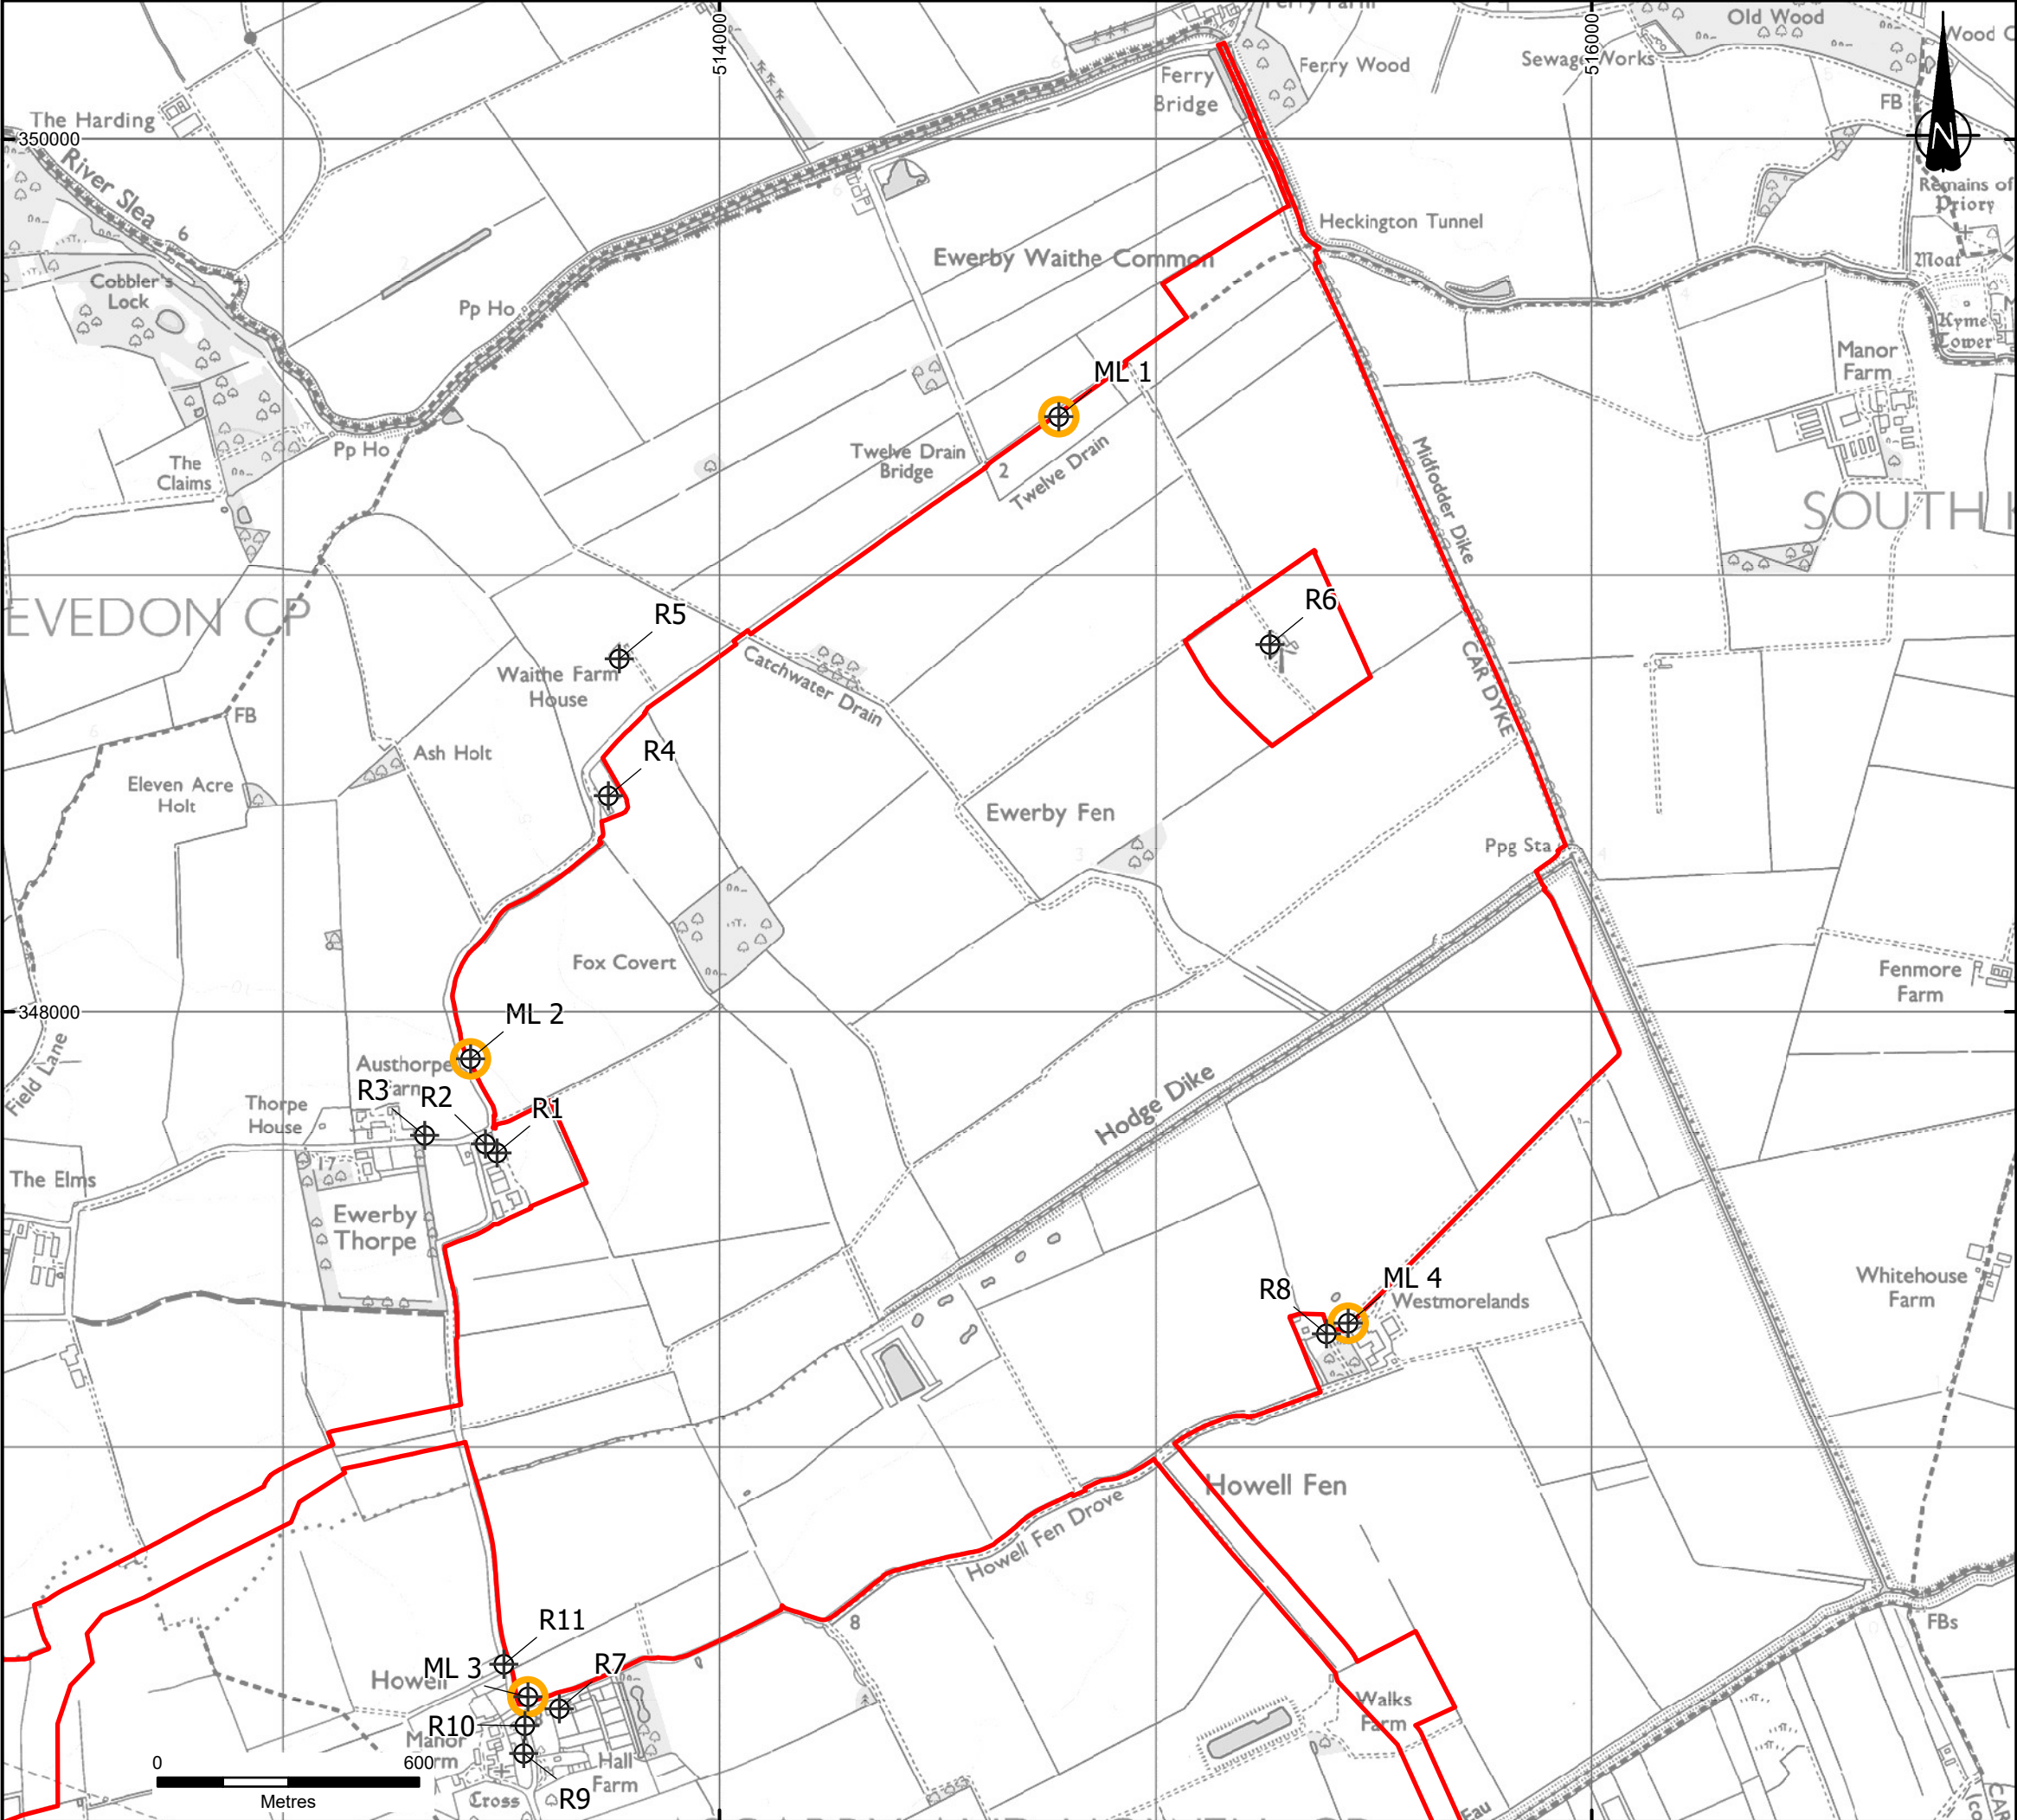 514000
516000
Old Wood
Sewage Works
Ferry
Bridge
Ferry Wood
FB
The Harding
350000
River Slea
6
Remains of
Priory
Heckington Tunnel
Moat
Ewerby Waithe Common
Cobbler's
Lock
2
Pp Ho
Kyme
Tower
Manor
Farm
ML 1
Pp Ho
The
Claims
Twelve Drain
Bridge
2
Twelve Drain
Midfodder Dike
SOUTH
EVEDON CP
R5
R6
Waithe Farm
House
Catchwater Drain
CAR DYKE
FB
R4
Ash Holt
Eleven Acre
Holt
Ewerby Fen
3
Ppg Sta
4
Fox Covert
Fenmore
Farm
348000
ML 2
Field Lane
Austhorpe
Farm
R3
R2
R1
Thorpe
House
Hodge Dike
17
The Elms
Ewerby
Thorpe
R8
ML 4
Westmorelands
Whitehouse
Farm
Howell Fen
Howell Fen Drove
8
R11
FBs
Howell
ML 3
R7
R10
Walks
Farm
Manor
Farm
0
600
Metres
Hall
Farm
R9
Cross
Eau
N